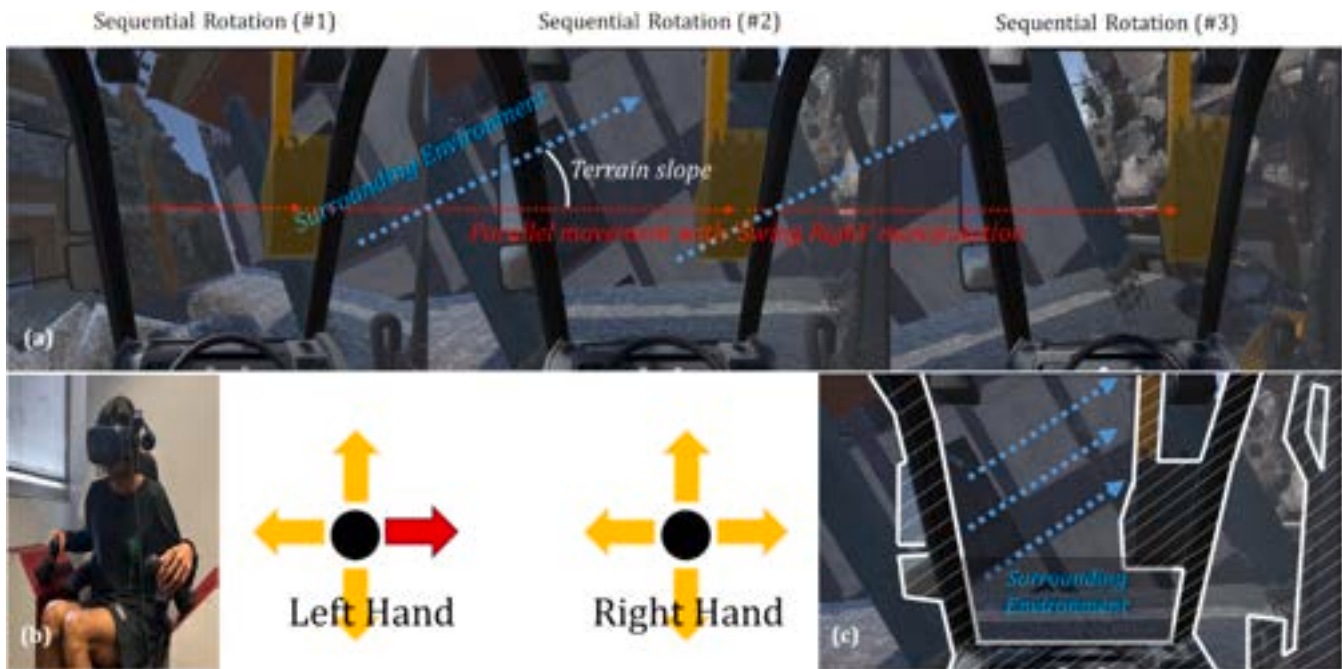 Sequential Rotation (#1)
Sequential Rotation (#2)
Sequential Rotation (#3)
Surrounding Environment
Terrain slope
Parallel movement with Swing Right manipulation
(a)
(b)
Left Hand
Right Hand
Surrounding
Environment
(c)